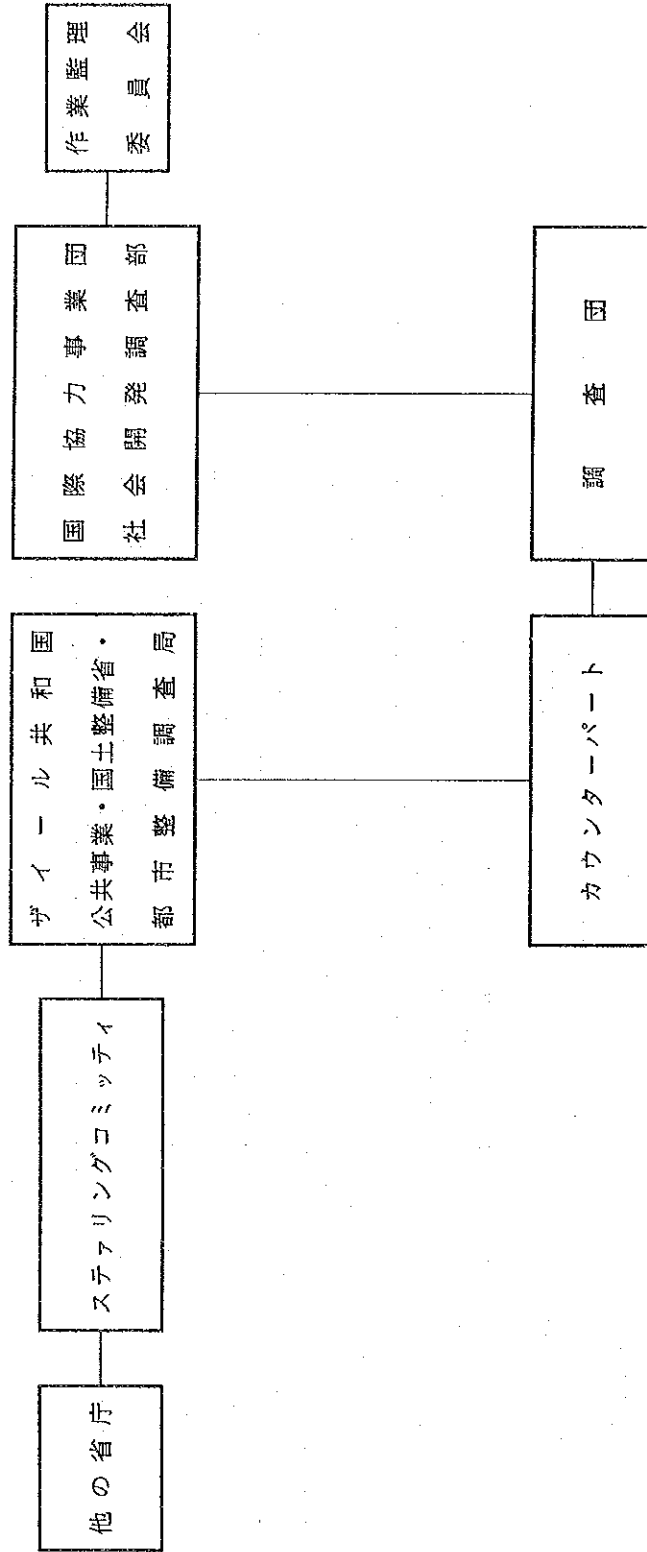 他の省庁
ステァリングコミッティ
ザイール共和国
公共事業・国土整備省・
都市整備調査局
国際協力事業団
社会開発調査部
作業監理
委員会
カウンターパート
調査団